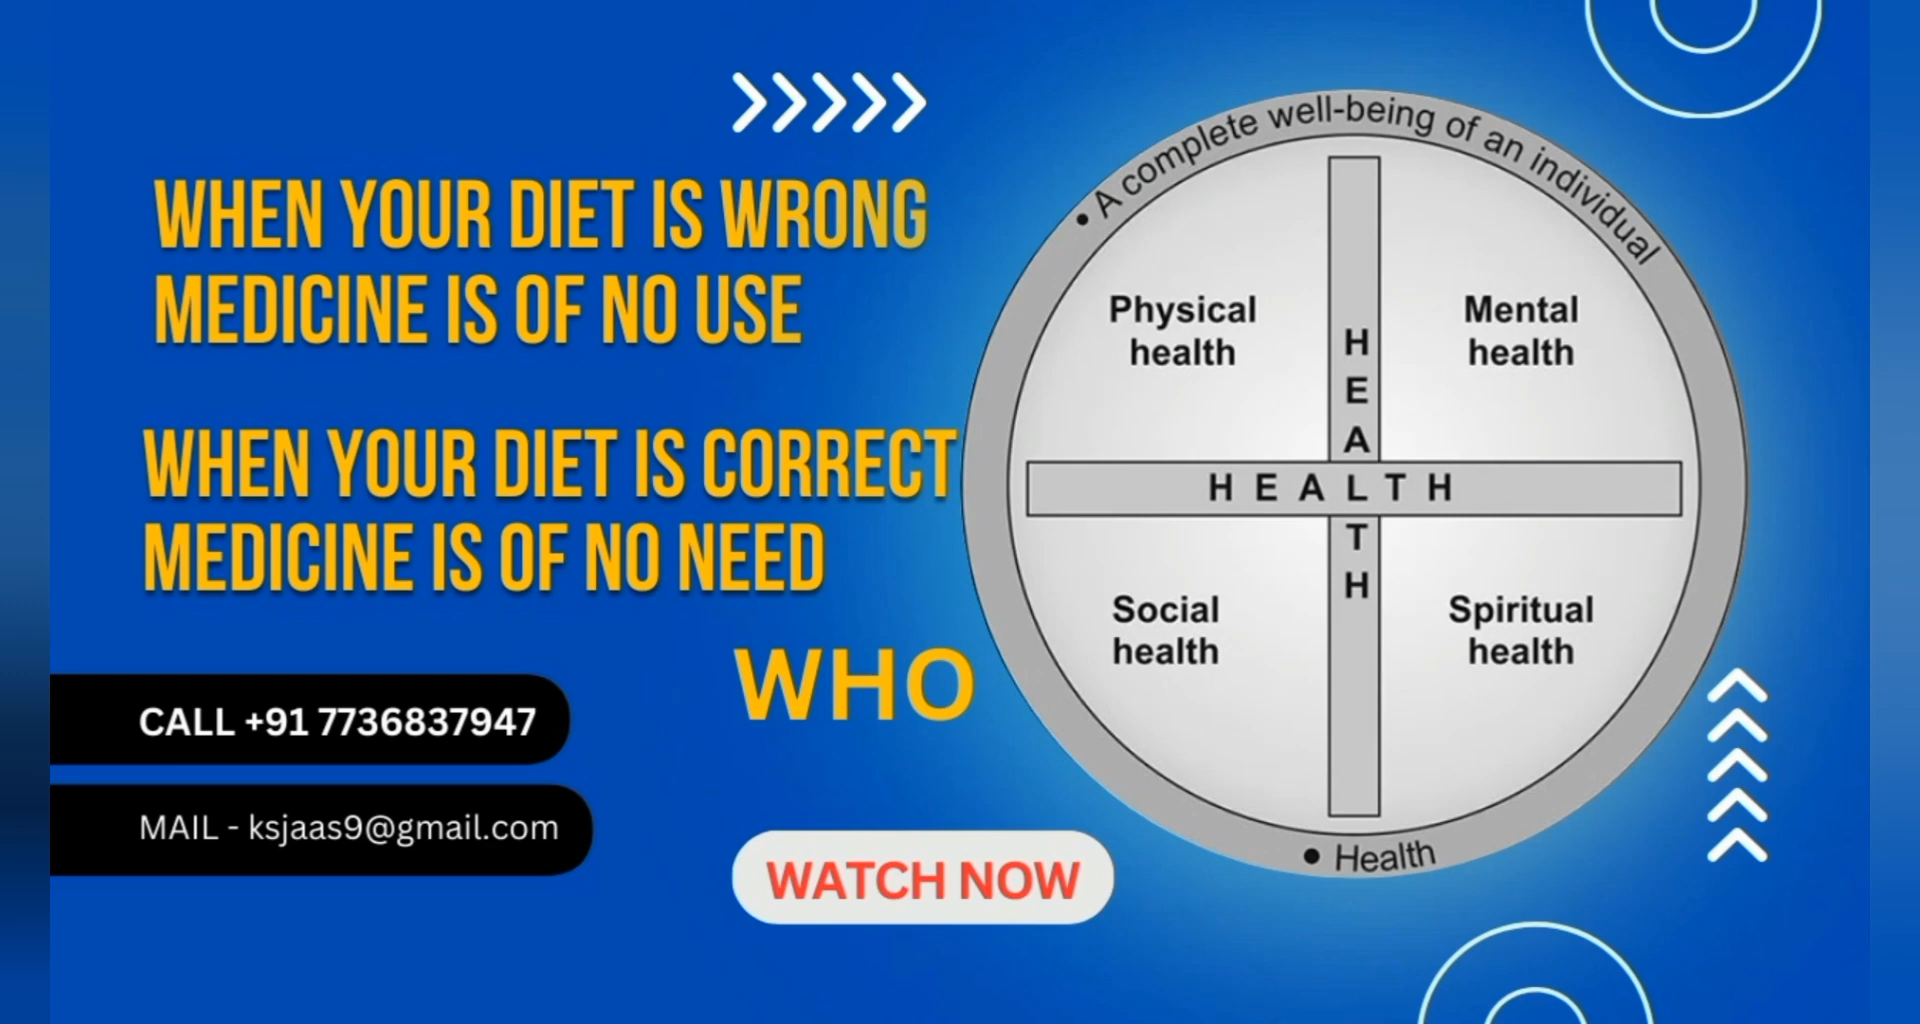 WHEN YOUR DIET IS WRONG
MEDICINE IS OF NO USE
WHEN YOUR DIET IS CORRECT
MEDICINE IS OF NO NEED
WHO
CALL +91 7736837947
MAIL - ksjaas9@gmail.com
WATCH NOW
• A complete well-being of an individual
Physical
health
Mental
health
HEALTH
HEALTH
Social
health
Spiritual
health
• Health